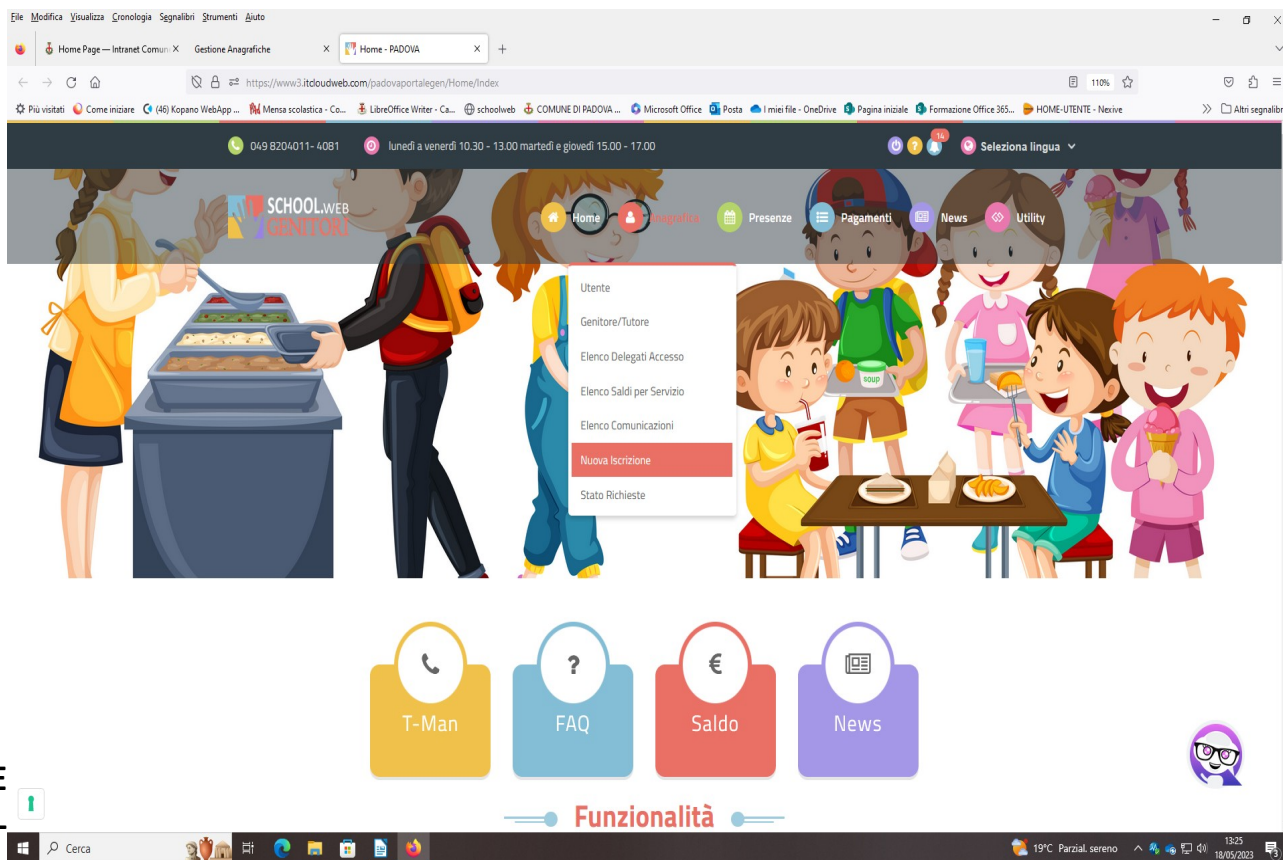 File Modifica Visualizza Cronologia Segnalibri Strumenti Aiuto
Home Page — Intranet Comun
Gestione Anagrafiche
Home - PADOVA
https://www3.itcloudweb.com/padovaportalegen/Home/Index
110%
Più visitati Come iniziare (46) Kopano WebApp ... Mensa scolastica - Co... LibreOffice Writer - Ca... schoolweb COMUNE DI PADOVA ... Microsoft Office Posta I miei file - OneDrive Pagina iniziale Formazione Office 365... HOME-UTENTE - Nexive Altri segnalibr
049 8204011- 4081 lunedì a venerdì 10.30 - 13.00 martedì e giovedì 15.00 - 17.00 14 Seleziona lingua
SCHOOL.WEB
GENITORI
Home Anagrafica Presenze Pagamenti News Utility
Utente
Genitore/Tutore
Elenco Delegati Accesso
Elenco Saldi per Servizio
Elenco Comunicazioni
Nuova Iscrizione
Stato Richieste
soup
T-Man
FAQ
Saldo
News
Funzionalità
Cerca
19°C Parzial. sereno
13:25
18/05/2023